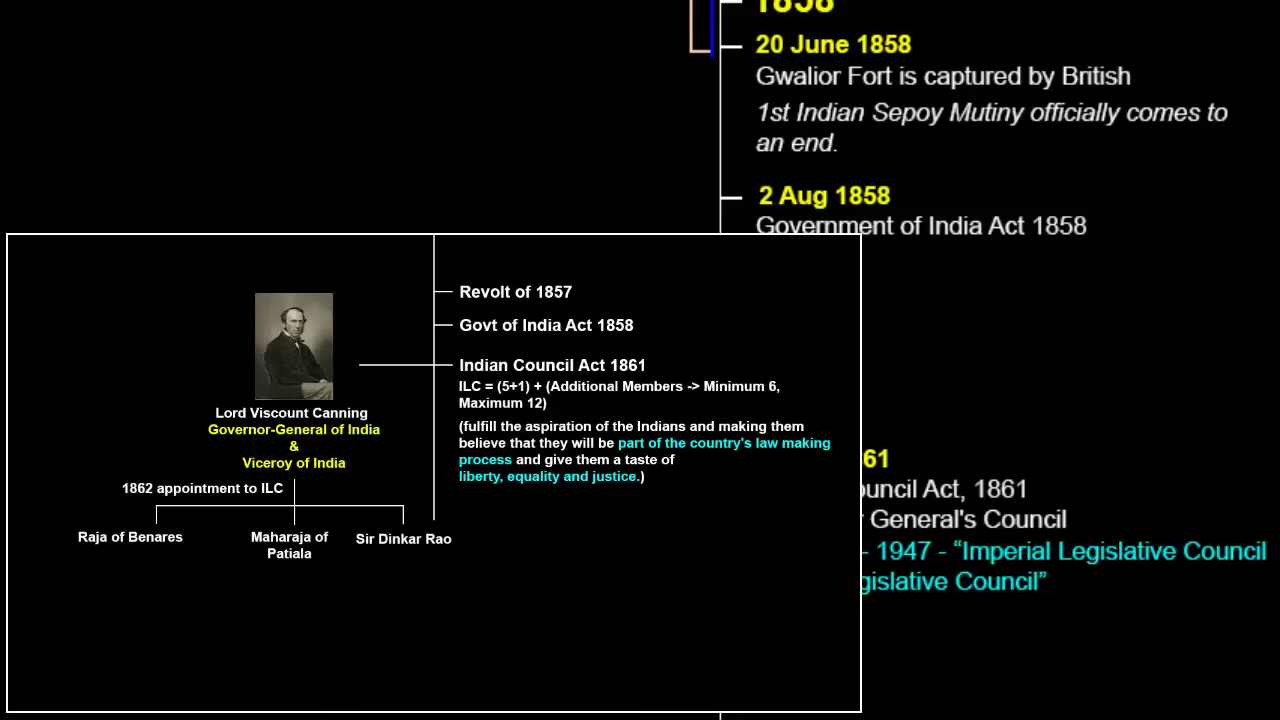 1858
20 June 1858
Gwalior Fort is captured by British
1st Indian Sepoy Mutiny officially comes to
an end.
2 Aug 1858
Government of India Act 1858
Revolt of 1857
Govt of India Act 1858
Indian Council Act 1861
ILC = (5+1) + (Additional Members -> Minimum 6,
Maximum 12)
(fulfill the aspiration of the Indians and making them
believe that they will be part of the country's law making
process and give them a taste of
liberty, equality and justice.)
Lord Viscount Canning
Governor-General of India
&
Viceroy of India
1862 appointment to ILC
Raja of Benares
Maharaja of
Patiala
Sir Dinkar Rao
61
ouncil Act, 1861
General's Council
- 1947 - “Imperial Legislative Council
gislative Council”